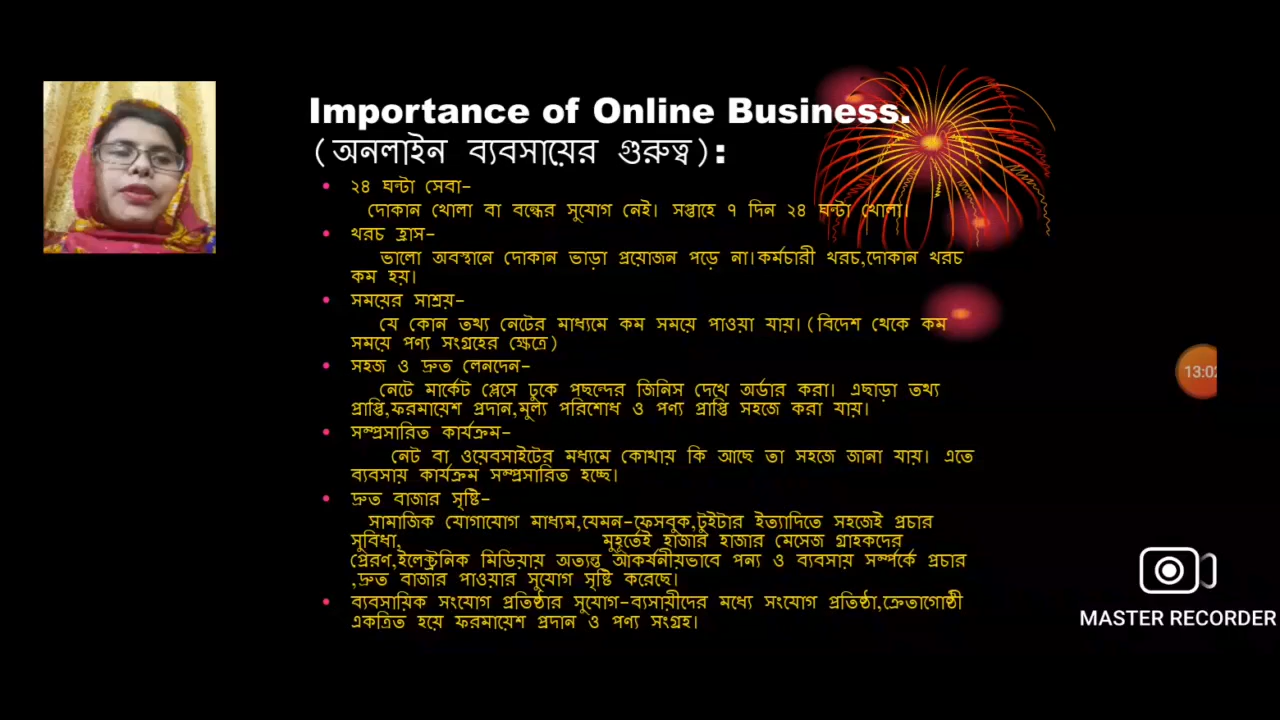 Importance of Online Business.
(অনলাইন ব্যবসায়ের গুরুত্ব):
• ২৪ ঘন্টা সেবা-
দোকান খোলা বা বন্ধের সুযোগ নেই। সপ্তাহে ৭ দিন ২৪ ঘন্টা খোলা।
• খরচ হ্রাস-
ভালো অবস্থানে দোকান ভাড়া প্রয়োজন পড়ে না।কর্মচারী খরচ,দোকান খরচ
কম হয়।
• সময়ের সাশ্রয়-
যে কোন তথ্য নেটের মাধ্যমে কম সময়ে পাওয়া যায়।(বিদেশ থেকে কম
সময়ে পণ্য সংগ্রহের ক্ষেত্রে)
• সহজ ও দ্রুত লেনদেন-
নেটে মার্কেট প্লেসে ঢুকে পছন্দের জিনিস দেখে অর্ডার করা। এছাড়া তথ্য
প্রাপ্তি,ফরমায়েশ প্রদান,মূল্য পরিশোধ ও পণ্য প্রাপ্তি সহজে করা যায়।
• সম্প্রসারিত কার্যক্রম-
নেট বা ওয়েবসাইটের মধ্যমে কোথায় কি আছে তা সহজে জানা যায়। এতে
ব্যবসায় কার্যক্রম সম্প্রসারিত হচ্ছে।
• দ্রুত বাজার সৃষ্টি-
সামাজিক যোগাযোগ মাধ্যম,যেমন-ফেসবুক,টুইটার ইত্যাদিতে সহজেই প্রচার
সুবিধা, মুহূর্তেই হাজার হাজার মেসেজ গ্রাহকদের
প্রেরণ,ইলেক্ট্রনিক মিডিয়ায় অত্যন্ত আকর্ষনীয়ভাবে পন্য ও ব্যবসায় সম্পর্কে প্রচার
,দ্রুত বাজার পাওয়ার সুযোগ সৃষ্টি করেছে।
• ব্যবসায়িক সংযোগ প্রতিষ্ঠার সুযোগ-ব্যসায়ীদের মধ্যে সংযোগ প্রতিষ্ঠা,ক্রেতাগোষ্ঠী
একত্রিত হয়ে ফরমায়েশ প্রদান ও পণ্য সংগ্রহ।
13:02
MASTER RECORDER